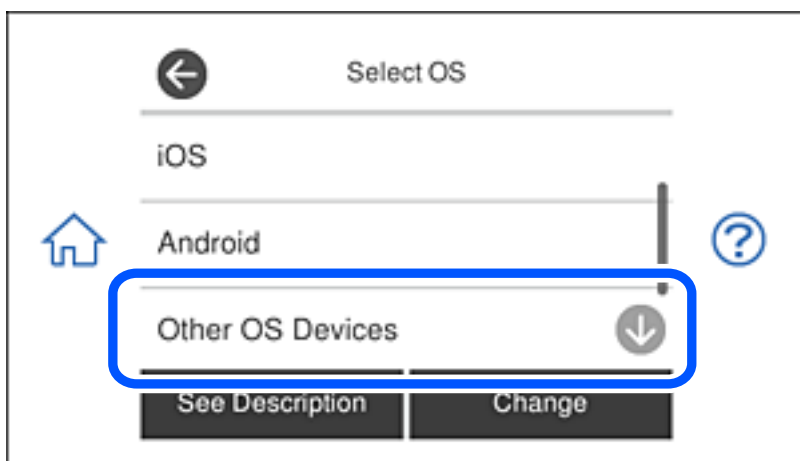 Select OS
iOS
Android
?
Other OS Devices
See Description Change